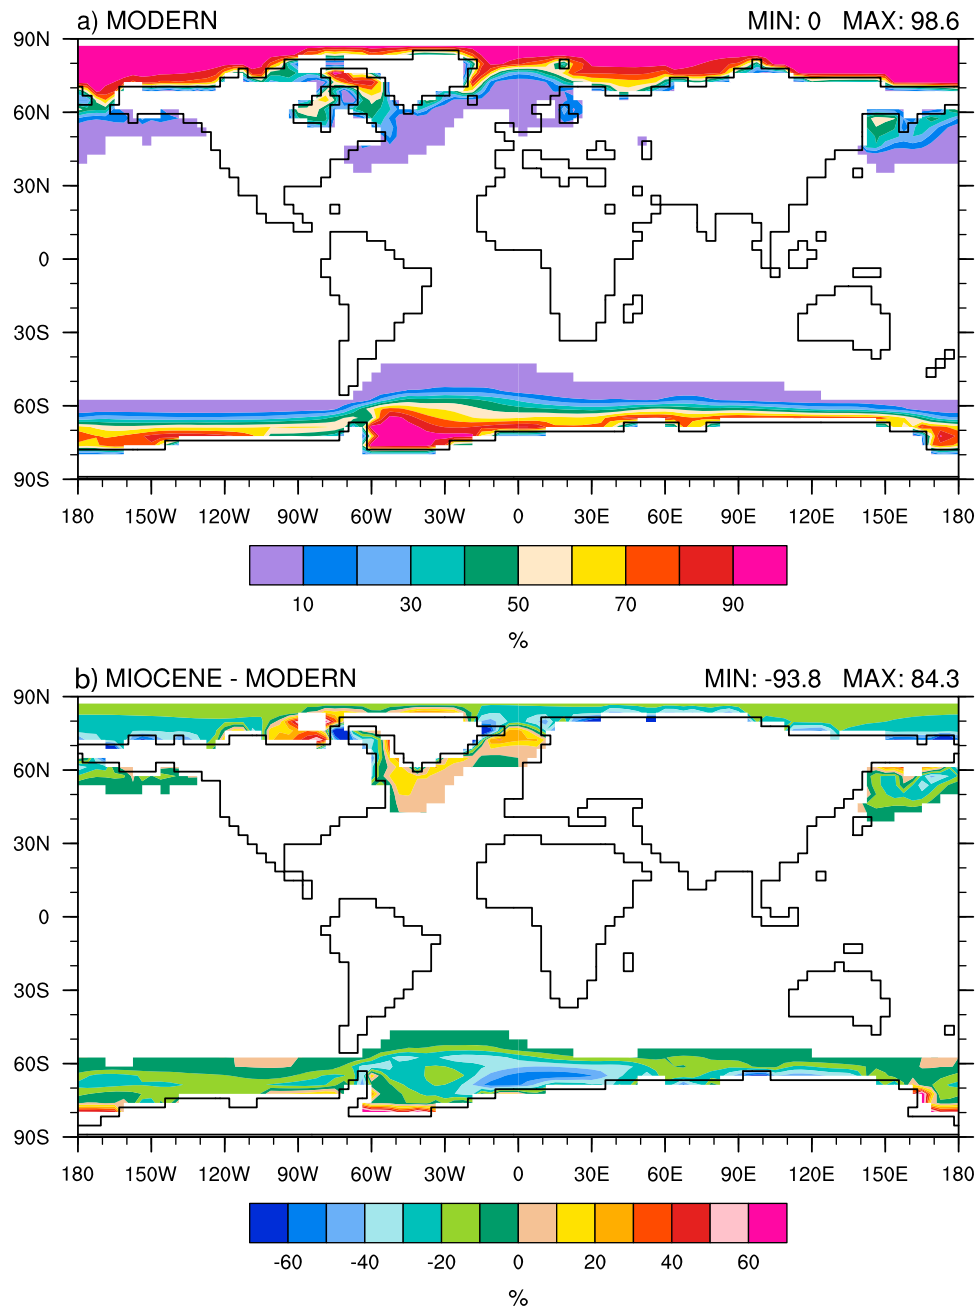 a) MODERN MIN: 0 MAX: 98.6
90N
60N
30N
0
30S
60S
90S
180 150W 120W 90W 60W 30W 0 30E 60E 90E 120E 150E 180
10 30 50 70 90
%
b) MIOCENE - MODERN MIN: -93.8 MAX: 84.3
90N
60N
30N
0
30S
60S
90S
180 150W 120W 90W 60W 30W 0 30E 60E 90E 120E 150E 180
-60 -40 -20 0 20 40 60
%